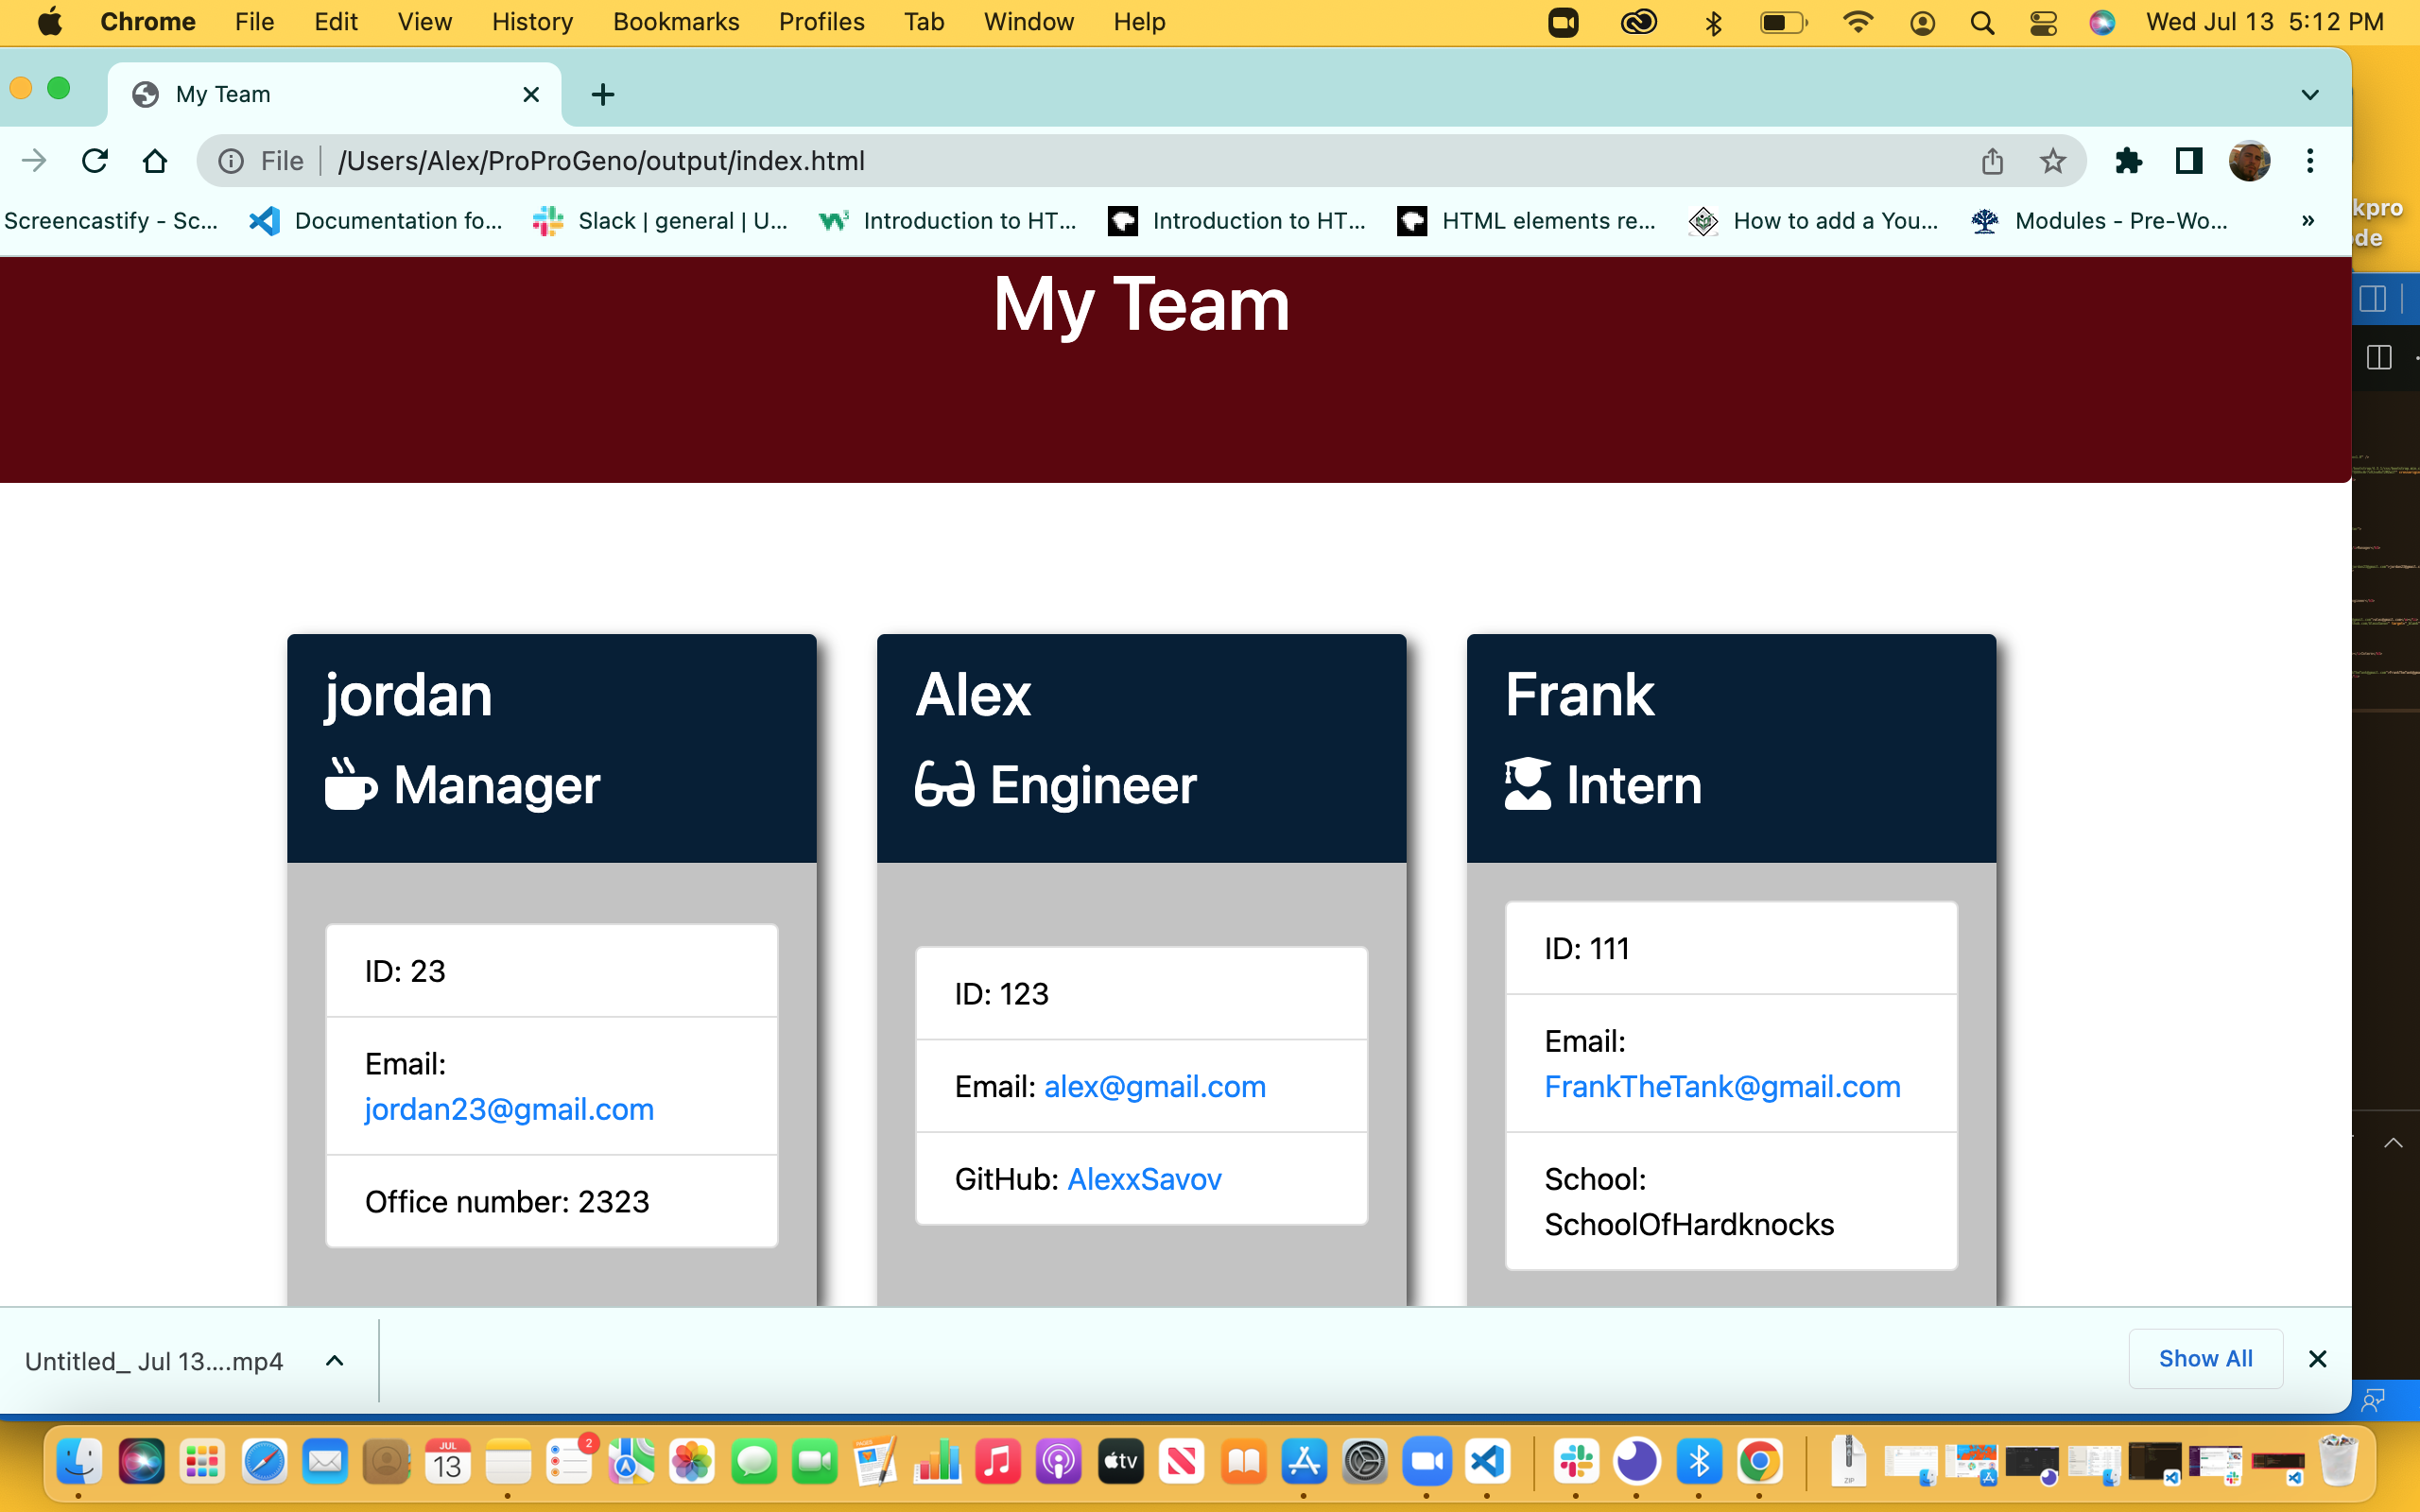 Chrome File Edit View History Bookmarks Profiles Tab Window Help Wed Jul 13 5:12 PM
My Team
File /Users/Alex/ProProGeno/output/index.html
Screencastify - Sc... Documentation fo... Slack | general | U... Introduction to HT... Introduction to HT... HTML elements re... How to add a You... Modules - Pre-Wo... »
kpro
de
My Team
jordan
Manager
ID: 23
Email:
jordan23@gmail.com
Office number: 2323
Alex
Engineer
ID: 123
Email: alex@gmail.com
GitHub: AlexxSavov
Frank
Intern
ID: 111
Email:
FrankTheTank@gmail.com
School:
SchoolOfHardknocks
Untitled_ Jul 13....mp4
Show All
JUL
13
2
tv
ZIP